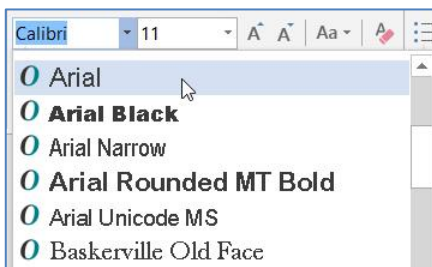 Calibri 11 A A Aa
O Arial
O Arial Black
O Arial Narrow
O Arial Rounded MT Bold
O Arial Unicode MS
O Baskerville Old Face